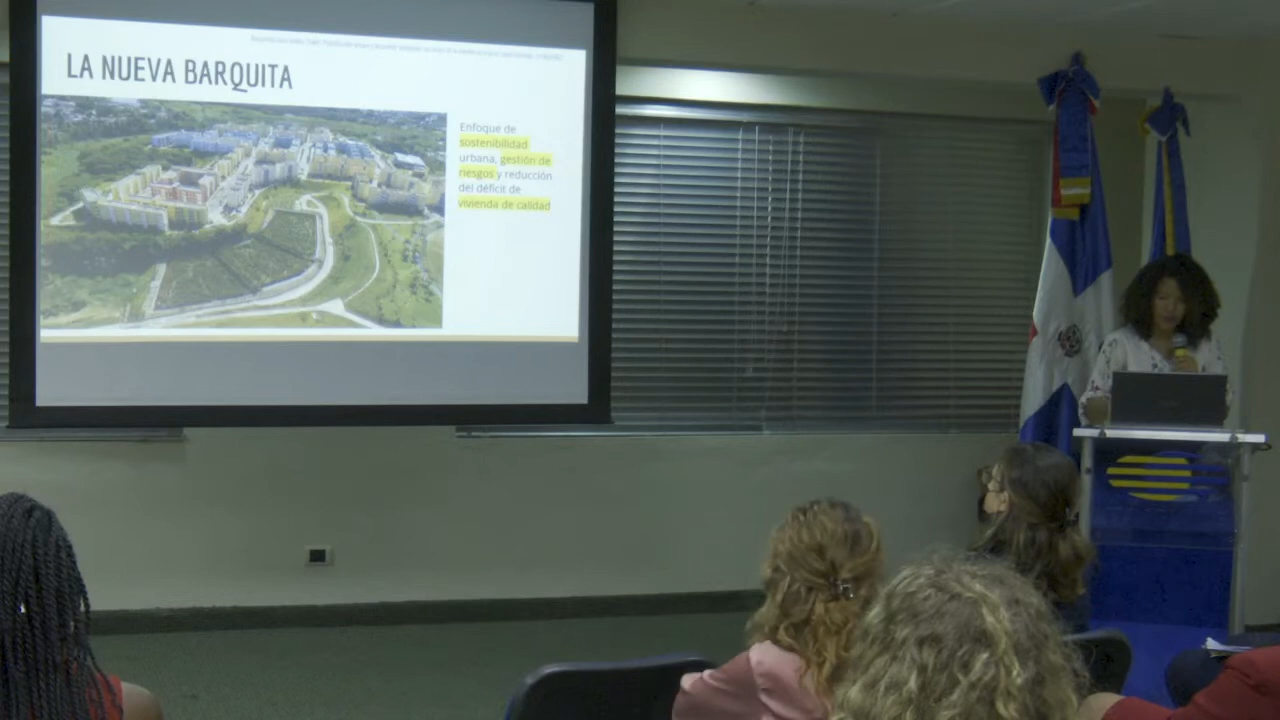 LA NUEVA BARQUITA
Enfoque de
sostenibilidad
urbana, gestión de
riesgos y reducción
del déficit de
vivienda de calidad